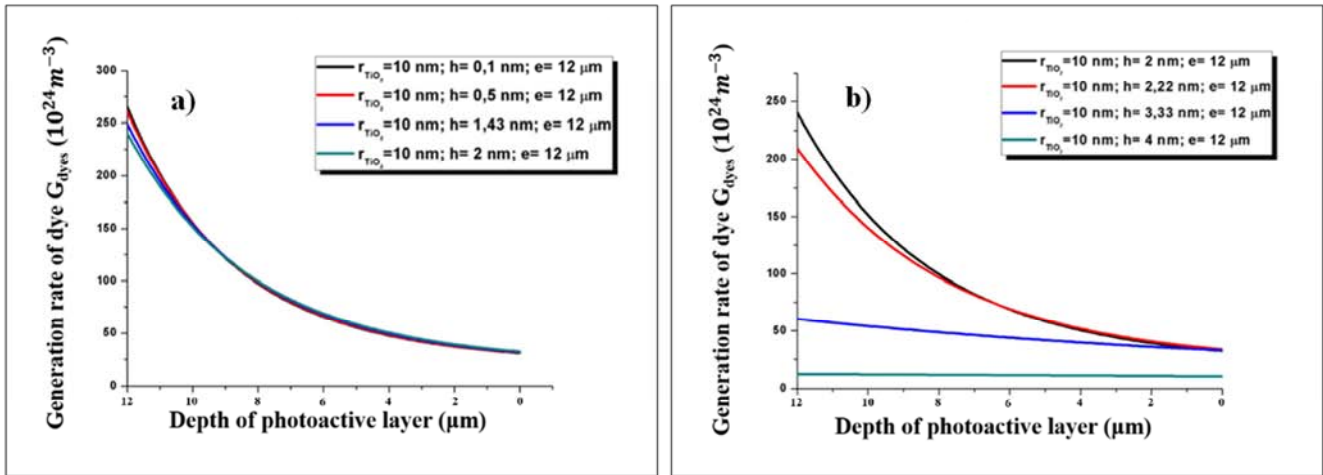 a)
r_TiO₂=10 nm; h= 0,1 nm; e= 12 µm
r_TiO₂=10 nm; h= 0,5 nm; e= 12 µm
r_TiO₂=10 nm; h= 1,43 nm; e= 12 µm
r_TiO₂=10 nm; h= 2 nm; e= 12 µm
Generation rate of dye G_dyes (10²⁴m⁻³)
300
250
200
150
100
50
0
12 10 8 6 4 2 0
Depth of photoactive layer (µm)
b)
r_TiO₂=10 nm; h= 2 nm; e= 12 µm
r_TiO₂=10 nm; h= 2,22 nm; e= 12 µm
r_TiO₂=10 nm; h= 3,33 nm; e= 12 µm
r_TiO₂=10 nm; h= 4 nm; e= 12 µm
Generation rate of dye G_dyes (10²⁴m⁻³)
250
200
150
100
50
0
12 10 8 6 4 2 0
Depth of photoactive layer (µm)